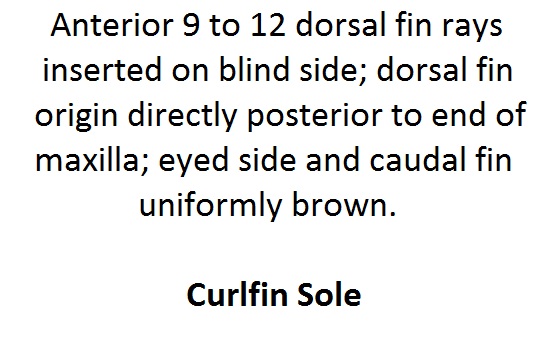 Anterior 9 to 12 dorsal fin rays
inserted on blind side; dorsal fin
origin directly posterior to end of
maxilla; eyed side and caudal fin
uniformly brown.
Curlfin Sole